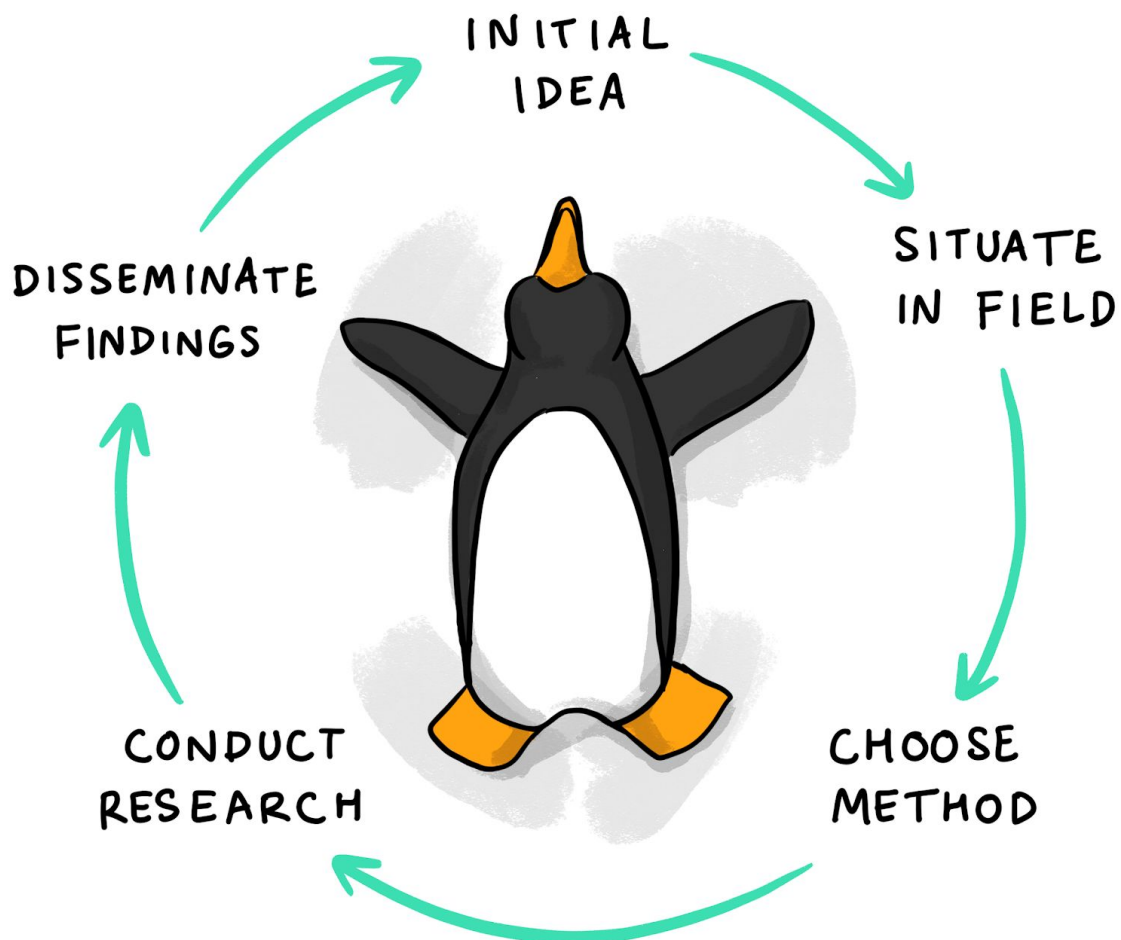 INITIAL
IDEA
SITUATE
IN FIELD
CHOOSE
METHOD
CONDUCT
RESEARCH
DISSEMINATE
FINDINGS